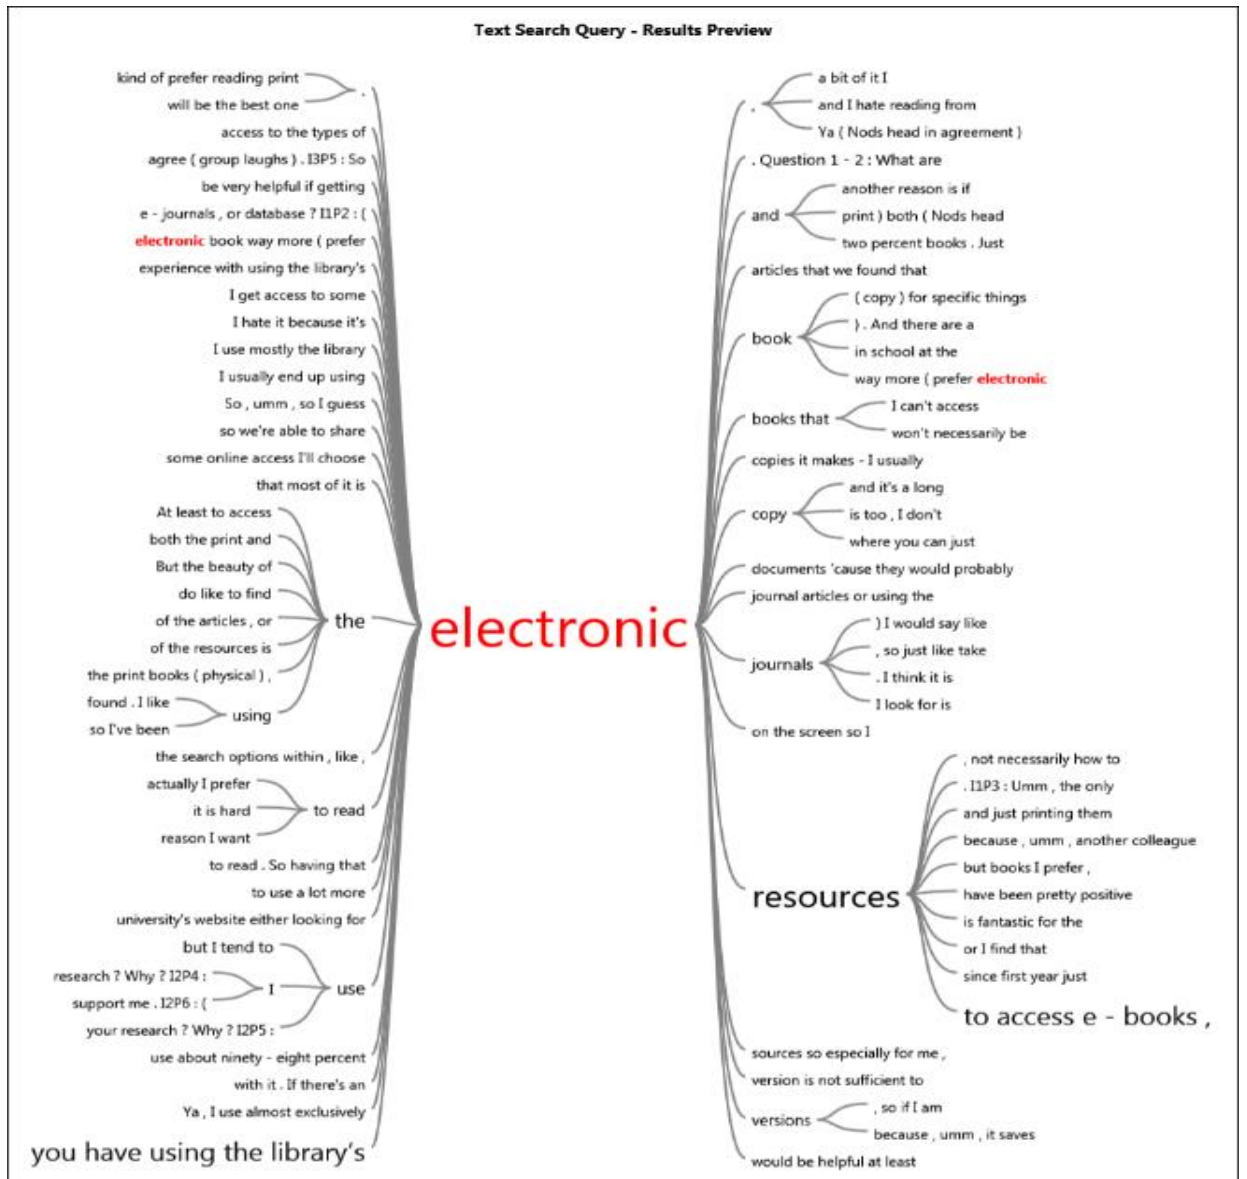 Text Search Query - Results Preview
kind of prefer reading print
will be the best one
.
access to the types of
agree ( group laughs ) . I3P5 : So
be very helpful if getting
e - journals , or database ? I1P2 : (
electronic book way more ( prefer
experience with using the library's
I get access to some
I hate it because it's
I use mostly the library
I usually end up using
So , umm , so I guess
so we're able to share
some online access I'll choose
that most of it is
At least to access
both the print and
But the beauty of
do like to find
of the articles , or
of the resources is
the print books ( physical ) ,
found . I like
so I've been
using
the
the search options within , like ,
actually I prefer
it is hard
reason I want
to read
to read . So having that
to use a lot more
university's website either looking for
but I tend to
research ? Why ? I2P4 :
support me . I2P6 : (
I
your research ? Why ? I2P5 :
use
use about ninety - eight percent
with it . If there's an
Ya , I use almost exclusively
you have using the library's
electronic
,
a bit of it I
and I hate reading from
Ya ( Nods head in agreement )
. Question 1 - 2 : What are
and
another reason is if
print ) both ( Nods head
two percent books . Just
articles that we found that
book
( copy ) for specific things
) . And there are a
in school at the
way more ( prefer electronic
books that
I can't access
won't necessarily be
copies it makes - I usually
copy
and it's a long
is too , I don't
where you can just
documents 'cause they would probably
journal articles or using the
journals
) I would say like
, so just like take
. I think it is
I look for is
on the screen so I
resources
, not necessarily how to
. I1P3 : Umm , the only
and just printing them
because , umm , another colleague
but books I prefer ,
have been pretty positive
is fantastic for the
or I find that
since first year just
to access e - books ,
sources so especially for me ,
version is not sufficient to
versions
, so if I am
because , umm , it saves
would be helpful at least